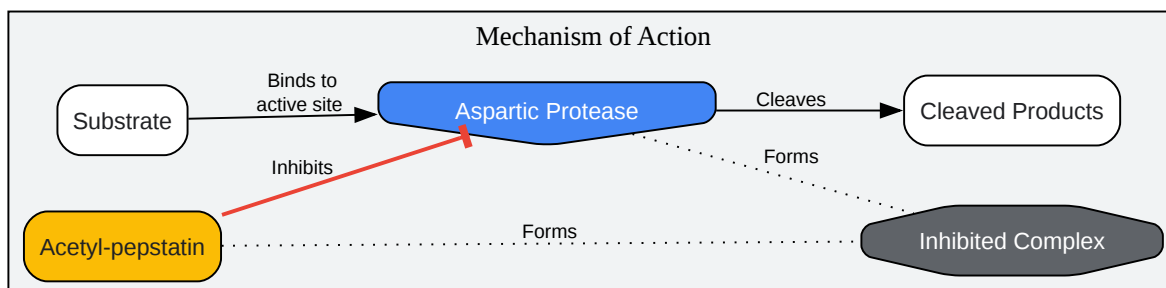 Mechanism of Action
Binds to
active site
Substrate
Aspartic Protease
Cleaves
Cleaved Products
Inhibits
Forms
Acetyl-pepstatin
Forms
Inhibited Complex